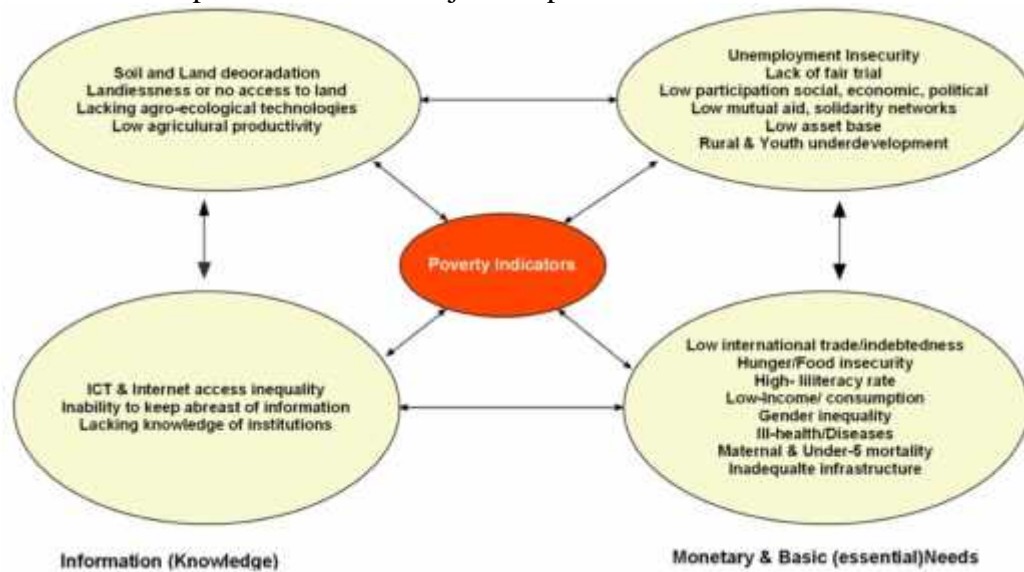 Soil and Land deooradation
Landlessness or no access to land
Lacking agro-ecological technologies
Low agriculural productivity
Unemployment Insecurity
Lack of fair trial
Low participation social, economic, political
Low mutual aid, solidarity networks
Low asset base
Rural & Youth underdevelopment
Poverty Indicators
ICT & Internet access inequality
Inability to keep abreast of information
Lacking knowledge of institutions
Low international trade/indebtedness
Hunger/Food insecurity
High- Illiteracy rate
Low-Income/ consumption
Gender inequality
Ill-health/Diseases
Maternal & Under-5 mortality
Inadequalte infrastructure
Information (Knowledge)
Monetary & Basic (essential)Needs